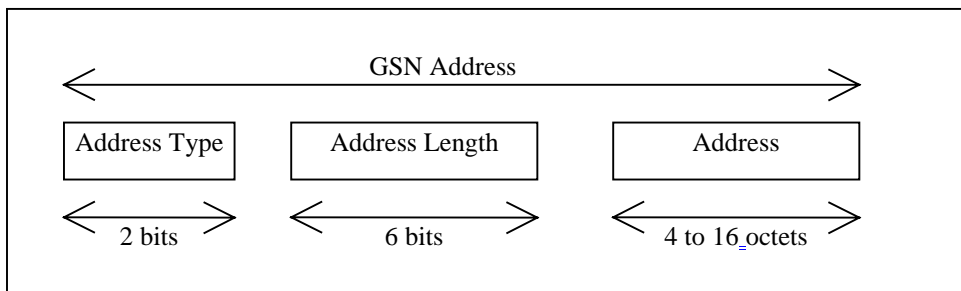 GSN Address
Address Type
Address Length
Address
2 bits
6 bits
4 to 16 octets